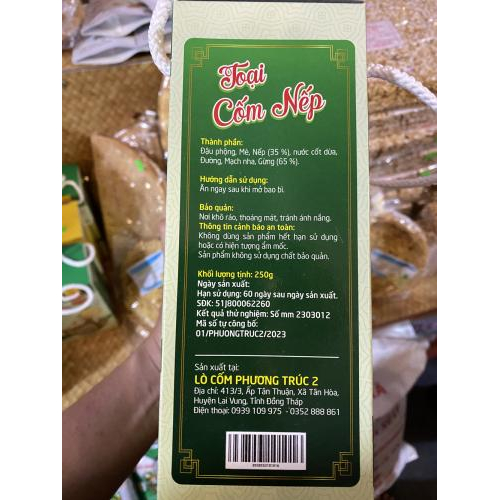 Toại
Cốm Nếp
Thành phần:
Đậu phộng, Mè, Nếp (35 %), nước cốt dừa,
Đường, Mạch nha, Gừng (65 %).
Hướng dẫn sử dụng:
Ăn ngay sau khi mở bao bì.
Bảo quản:
Nơi khô ráo, thoáng mát, tránh ánh nắng.
Thông tin cảnh báo an toàn:
Không dùng sản phẩm hết hạn sử dụng
hoặc có hiện tượng ẩm mốc.
Sản phẩm không sử dụng chất bảo quản.
Khối lượng tịnh: 250g
Ngày sản xuất:
Hạn sử dụng: 60 ngày sau ngày sản xuất.
SĐK: 51J800062260
Kết quả thử nghiệm: Số mm 2303012
Mã số tự công bố:
01/PHUONGTRUC2/2023
Sản xuất tại:
LÒ CỐM PHƯƠNG TRÚC 2
Địa chỉ: 413/3, Ấp Tân Thuận, Xã Tân Hòa,
Huyện Lai Vung, Tỉnh Đồng Tháp
Điện thoại: 0939 109 975 - 0352 888 861